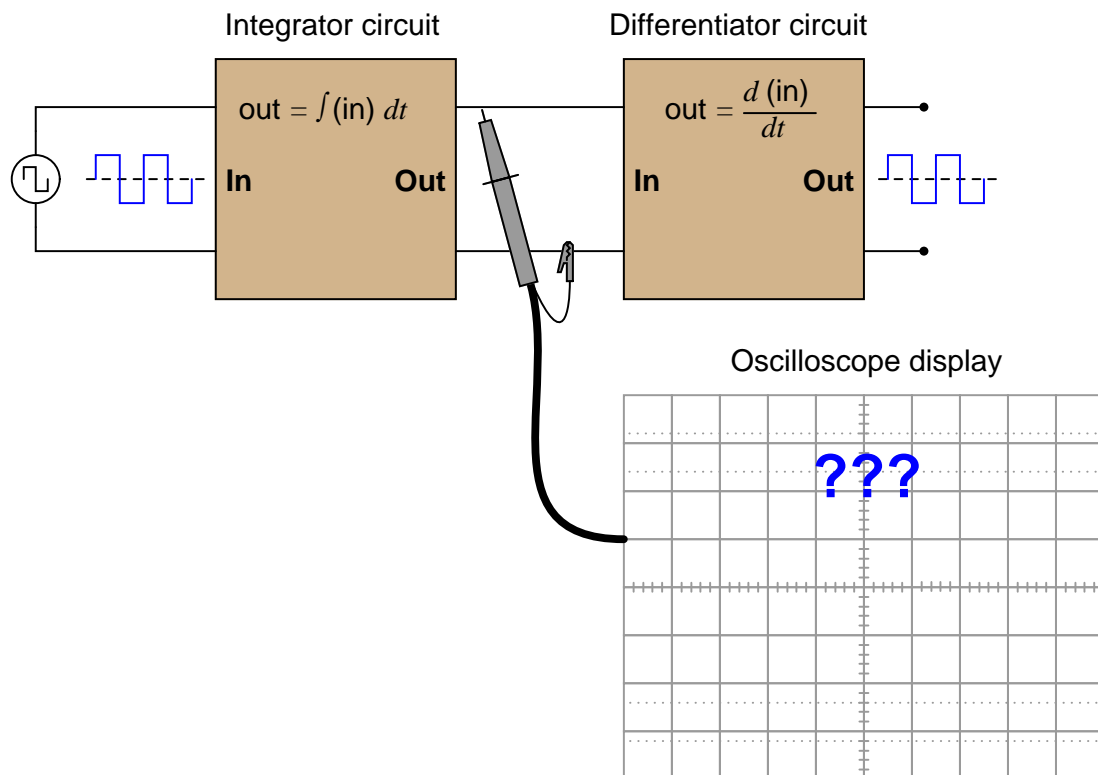 Integrator circuit
Differentiator circuit
out = ∫ (in) dt
out = d (in) / dt
In
Out
In
Out
Oscilloscope display
???